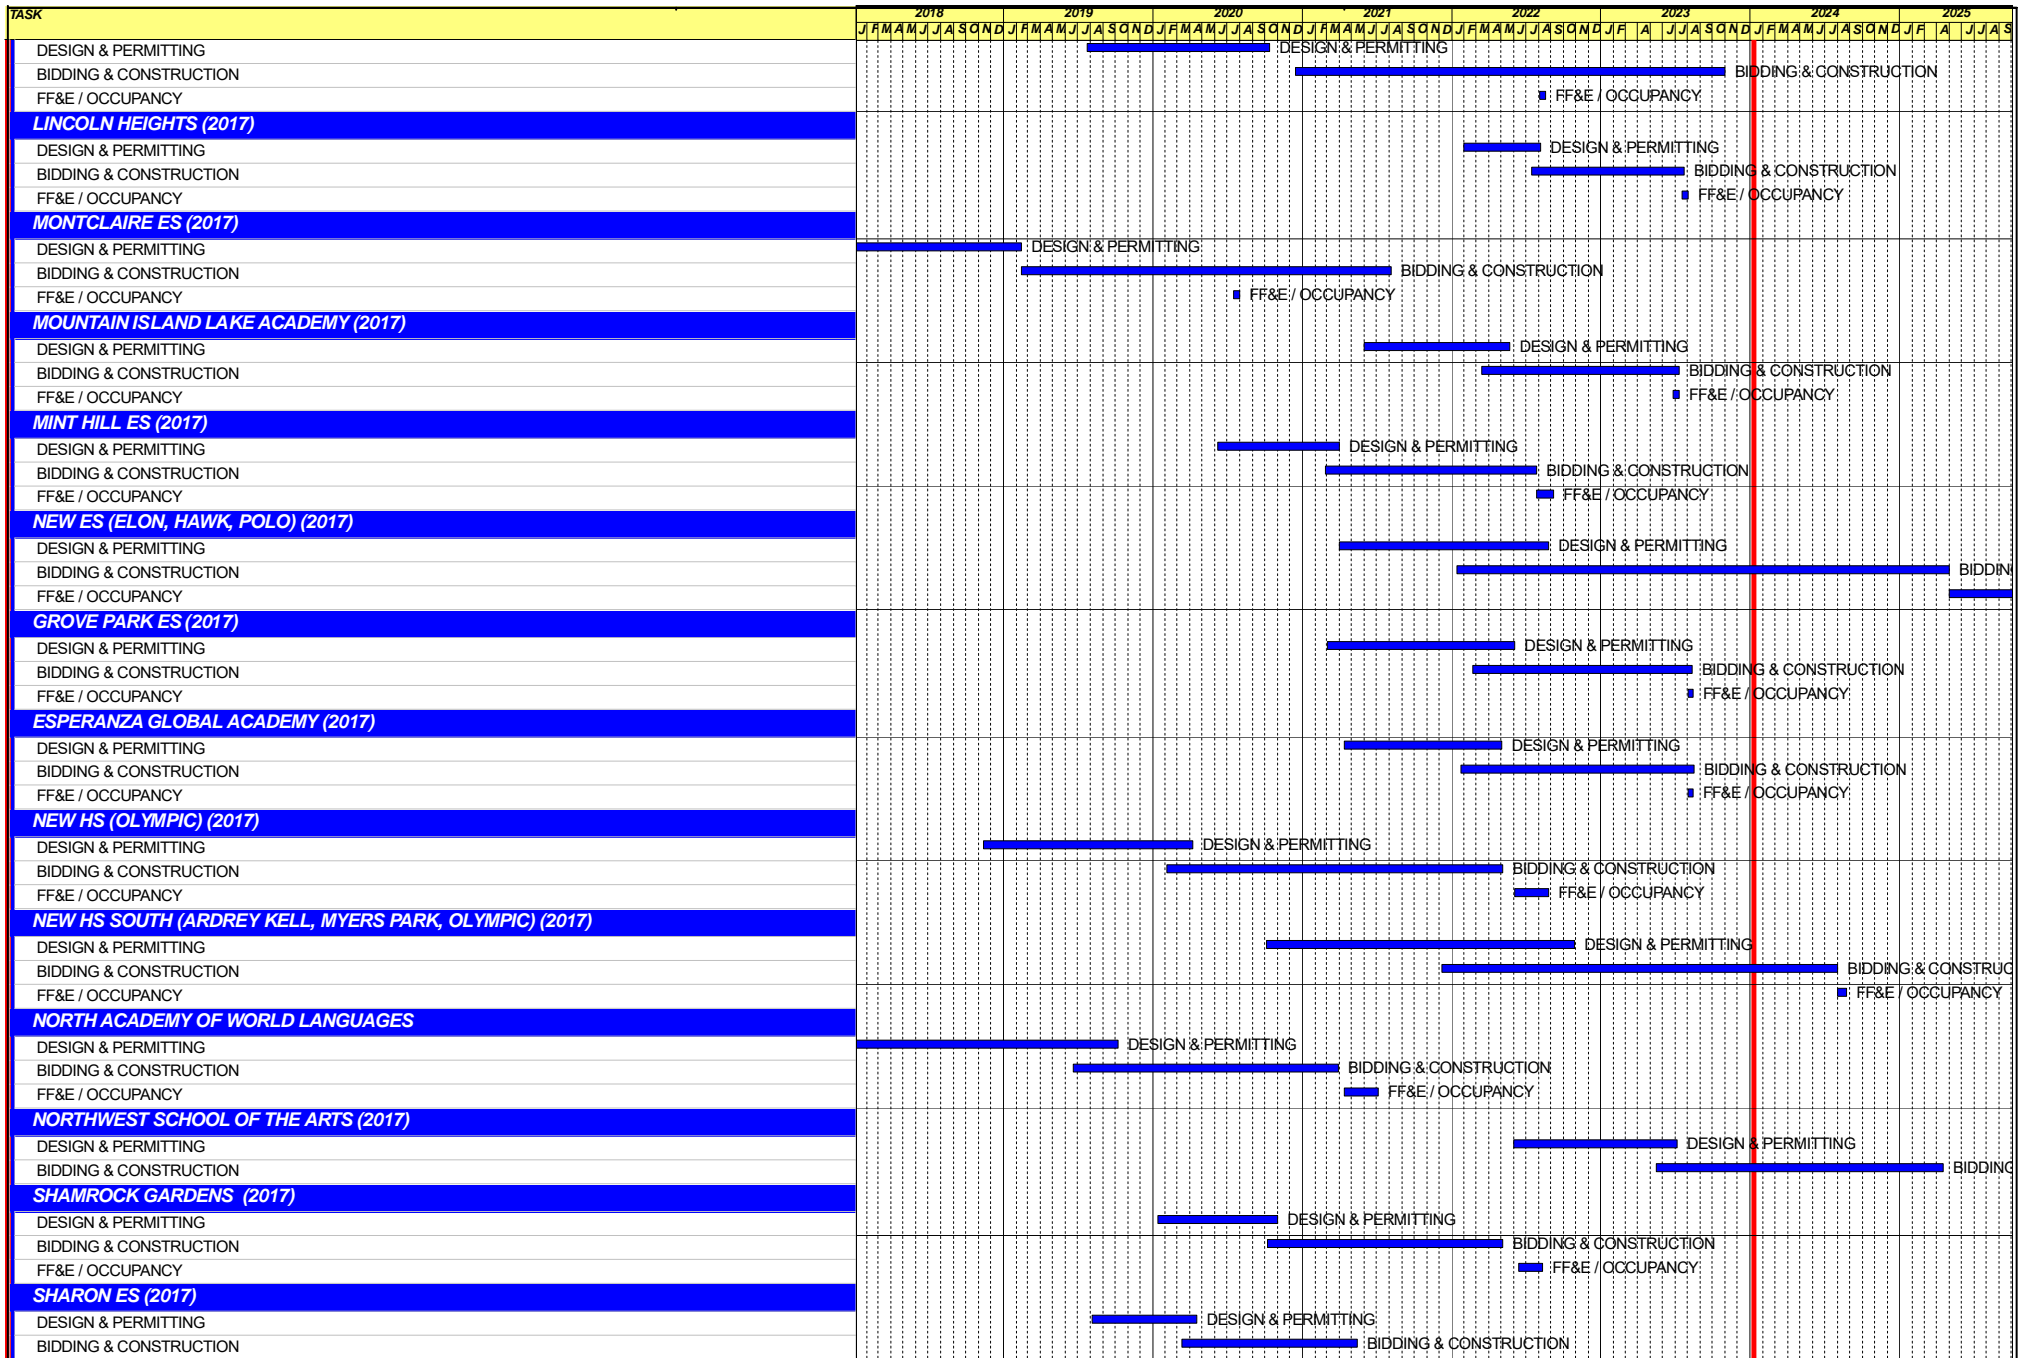 TASK 2018 2019 2020 2021 2022 2023 2024 2025
J F M A M J J A S O N D J F M A M J J A S O N D J F M A M J J A S O N D J F M A M J J A S O N D J F M A M J J A S O N D J F A J J A S O N D J F M A M J J A S O N D J F A J J A S
DESIGN & PERMITTING DESIGN & PERMITTING
BIDDING & CONSTRUCTION BIDDING & CONSTRUCTION
FF&E / OCCUPANCY FF&E / OCCUPANCY
LINCOLN HEIGHTS (2017)
DESIGN & PERMITTING DESIGN & PERMITTING
BIDDING & CONSTRUCTION BIDDING & CONSTRUCTION
FF&E / OCCUPANCY FF&E / OCCUPANCY
MONTCLAIRE ES (2017)
DESIGN & PERMITTING DESIGN & PERMITTING
BIDDING & CONSTRUCTION BIDDING & CONSTRUCTION
FF&E / OCCUPANCY FF&E / OCCUPANCY
MOUNTAIN ISLAND LAKE ACADEMY (2017)
DESIGN & PERMITTING DESIGN & PERMITTING
BIDDING & CONSTRUCTION BIDDING & CONSTRUCTION
FF&E / OCCUPANCY FF&E / OCCUPANCY
MINT HILL ES (2017)
DESIGN & PERMITTING DESIGN & PERMITTING
BIDDING & CONSTRUCTION BIDDING & CONSTRUCTION
FF&E / OCCUPANCY FF&E / OCCUPANCY
NEW ES (ELON, HAWK, POLO) (2017)
DESIGN & PERMITTING DESIGN & PERMITTING
BIDDING & CONSTRUCTION BIDDIN
FF&E / OCCUPANCY
GROVE PARK ES (2017)
DESIGN & PERMITTING DESIGN & PERMITTING
BIDDING & CONSTRUCTION BIDDING & CONSTRUCTION
FF&E / OCCUPANCY FF&E / OCCUPANCY
ESPERANZA GLOBAL ACADEMY (2017)
DESIGN & PERMITTING DESIGN & PERMITTING
BIDDING & CONSTRUCTION BIDDING & CONSTRUCTION
FF&E / OCCUPANCY FF&E / OCCUPANCY
NEW HS (OLYMPIC) (2017)
DESIGN & PERMITTING DESIGN & PERMITTING
BIDDING & CONSTRUCTION BIDDING & CONSTRUCTION
FF&E / OCCUPANCY FF&E / OCCUPANCY
NEW HS SOUTH (ARDREY KELL, MYERS PARK, OLYMPIC) (2017)
DESIGN & PERMITTING DESIGN & PERMITTING
BIDDING & CONSTRUCTION BIDDING & CONSTRUC
FF&E / OCCUPANCY FF&E / OCCUPANCY
NORTH ACADEMY OF WORLD LANGUAGES
DESIGN & PERMITTING DESIGN & PERMITTING
BIDDING & CONSTRUCTION BIDDING & CONSTRUCTION
FF&E / OCCUPANCY FF&E / OCCUPANCY
NORTHWEST SCHOOL OF THE ARTS (2017)
DESIGN & PERMITTING DESIGN & PERMITTING
BIDDING & CONSTRUCTION BIDDING
SHAMROCK GARDENS (2017)
DESIGN & PERMITTING DESIGN & PERMITTING
BIDDING & CONSTRUCTION BIDDING & CONSTRUCTION
FF&E / OCCUPANCY FF&E / OCCUPANCY
SHARON ES (2017)
DESIGN & PERMITTING DESIGN & PERMITTING
BIDDING & CONSTRUCTION BIDDING & CONSTRUCTION